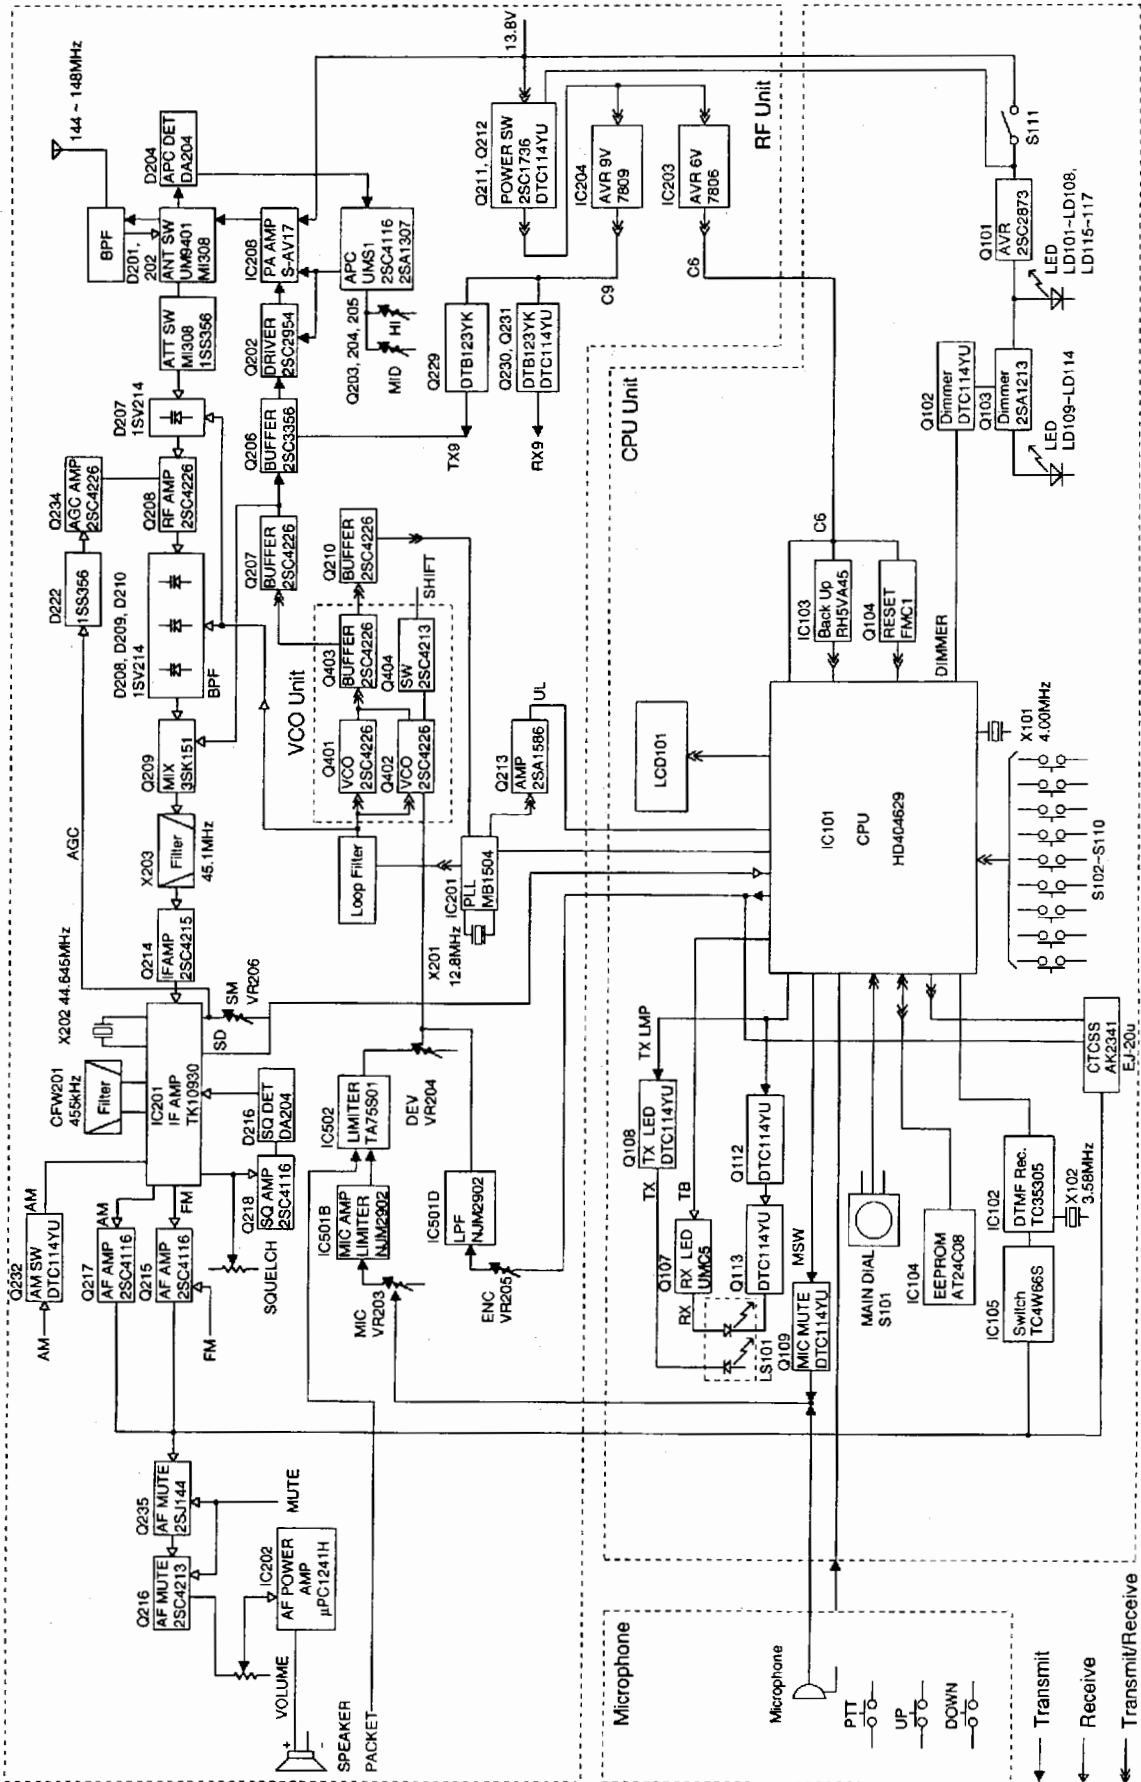 144 ~ 148MHz
13.8V
D204
APC DET
DA204
BPF
D201,
202
ANT SW
UM9401
MI308
IC208
PA AMP
S-AV17
APC
UMS1
2SC4116
2SA1307
Q203, 204, 205
MID
HI
ATT SW
MI308
1SS356
Q202
DRIVER
2SC2954
D207
1SV214
Q206
BUFFER
2SC3356
Q234
AGC AMP
2SC4226
Q208
RF AMP
2SC4226
D222
1SS356
D208, D209, D210
1SV214
BPF
Q207
BUFFER
2SC4226
Q210
BUFFER
2SC4226
SHIFT
VCO Unit
Q403
BUFFER
2SC4226
Q404
SW
2SC4213
Q401
VCO
2SC4226
Q402
VCO
2SC4226
Q209
MIX
3SK151
X203
Filter
45.1MHz
AGC
Loop Filter
Q213
AMP
2SA1586
UL
IC201
PLL
MB1504
X201
12.8MHz
Q214
IFAMP
2SC4215
X202 44.645MHz
SM
VR206
SD
CFW201
455kHz
Filter
IC201
IF AMP
TK10930
D216
SQ DET
DA204
Q218
SQ AMP
2SC4116
SQUELCH
Q232
AM SW
DTC114YU
AM
AM
Q217
AF AMP
2SC4116
AM
Q215
AF AMP
2SC4116
FM
FM
IC502
LIMITER
TA75S01
DEV
VR204
IC501B
MIC AMP
LIMITER
NJM2902
MIC
VR203
IC501D
LPF
NJM2902
ENC
VR205
Q235
AF MUTE
2SJ144
MUTE
Q216
AF MUTE
2SC4213
IC202
AF POWER
AMP
µPC1241H
VOLUME
+
-
SPEAKER
PACKET
Q211, Q212
POWER SW
2SC1736
DTC114YU
IC204
AVR 9V
7809
IC203
AVR 6V
7806
RF Unit
C9
C6
Q229
DTB123YK
TX9
Q230, Q231
DTB123YK
DTC114YU
RX9
S111
Q101
AVR
2SC2873
LED
LD101~LD108,
LD115~117
Q102
Dimmer
DTC114YU
Q103
Dimmer
2SA1213
LED
LD109~LD114
CPU Unit
C6
IC103
Back Up
RH5VA45
Q104
RESET
FMC1
DIMMER
LCD101
IC101
CPU
HD404629
X101
4.00MHz
S102~S110
TX LMP
Q108
TX LED
DTC114YU
TX
Q112
DTC114YU
TB
Q107
RX LED
UMC5
RX
Q113
DTC114YU
LS101
MSW
Q109
MIC MUTE
DTC114YU
MAIN DIAL
S101
IC104
EEPROM
AT24C08
IC102
DTMF Rec.
TC35305
X102
3.58MHz
IC105
Switch
TC4W66S
CTCSS
AK2341
EJ-20u
Microphone
Microphone
PTT
UP
DOWN
Transmit
Receive
Transmit/Receive